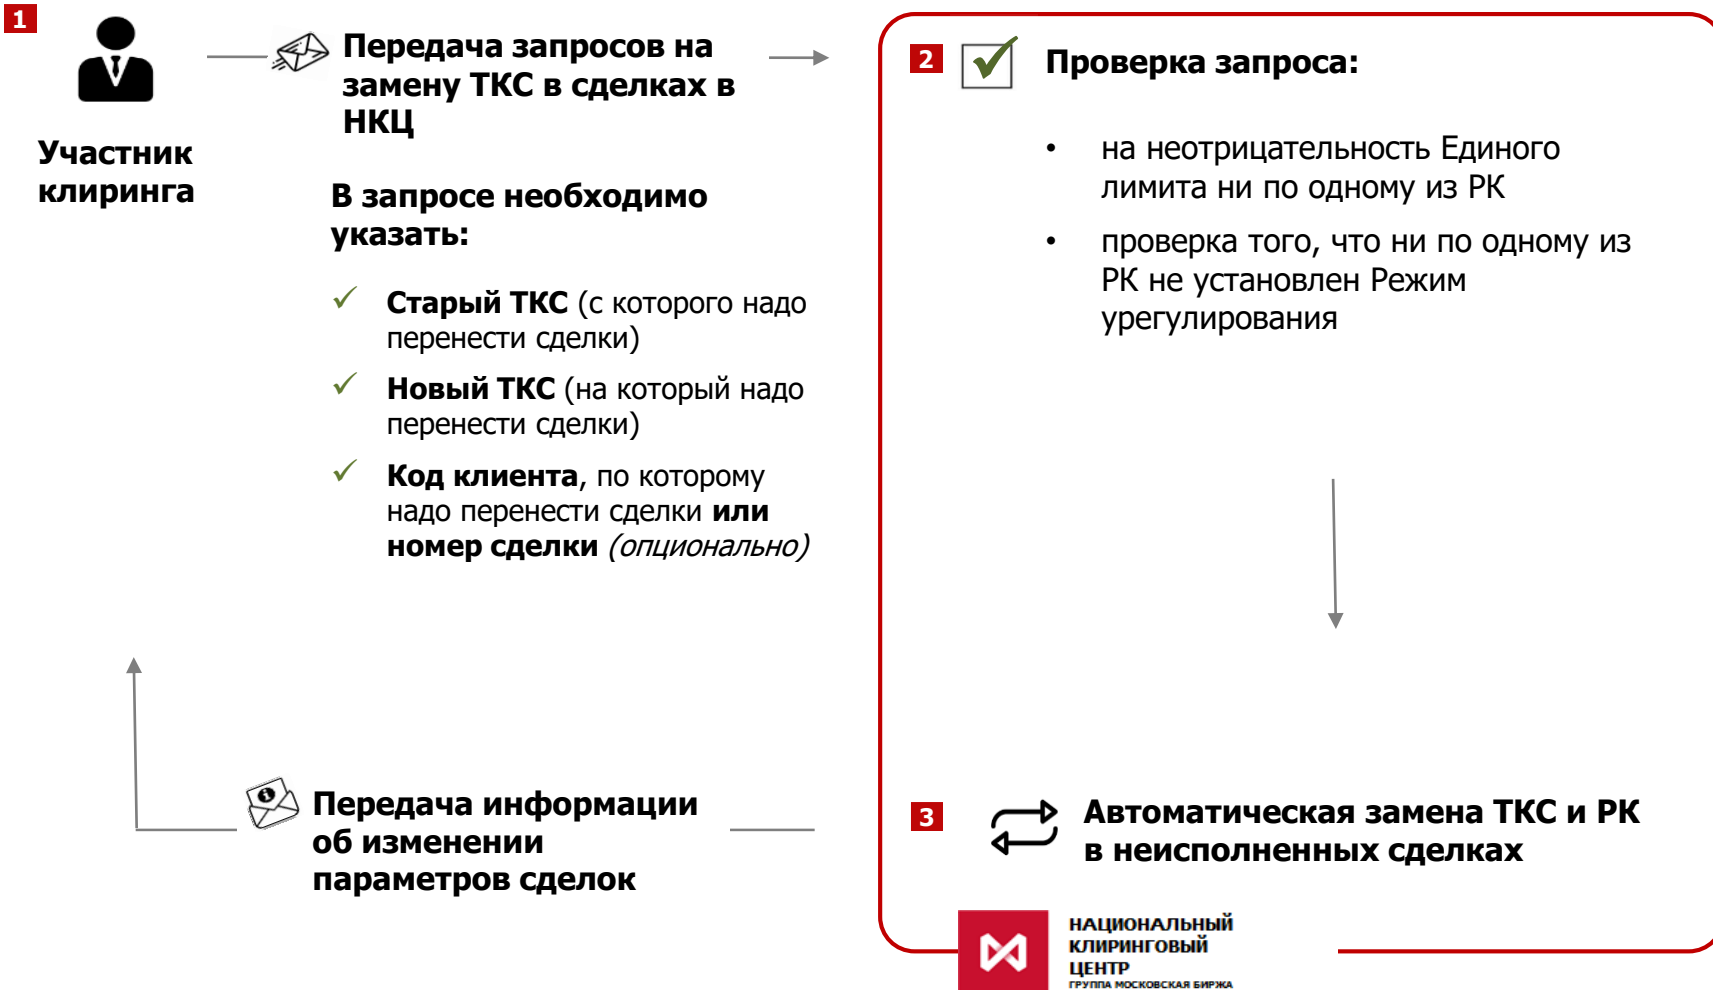 1
Участник
клиринга
Передача запросов на
замену ТКС в сделках в
НКЦ
В запросе необходимо
указать:
Старый ТКС (с которого надо
перенести сделки)
Новый ТКС (на который надо
перенести сделки)
Код клиента, по которому
надо перенести сделки или
номер сделки (опционально)
2
Проверка запроса:
• на неотрицательность Единого
лимита ни по одному из РК
• проверка того, что ни по одному из
РК не установлен Режим
урегулирования
3
Автоматическая замена ТКС и РК
в неисполненных сделках
Передача информации
об изменении
параметров сделок
НАЦИОНАЛЬНЫЙ
КЛИРИНГОВЫЙ
ЦЕНТР
ГРУППА МОСКОВСКАЯ БИРЖА